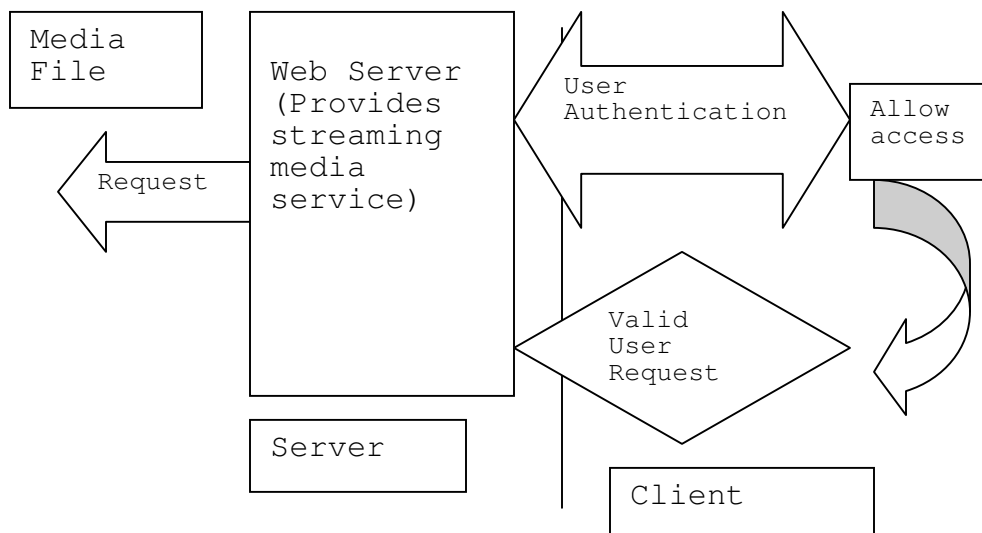 Media
File
Web Server
(Provides
streaming
media
service)
User
Authentication
Allow
access
Request
Valid
User
Request
Server
Client